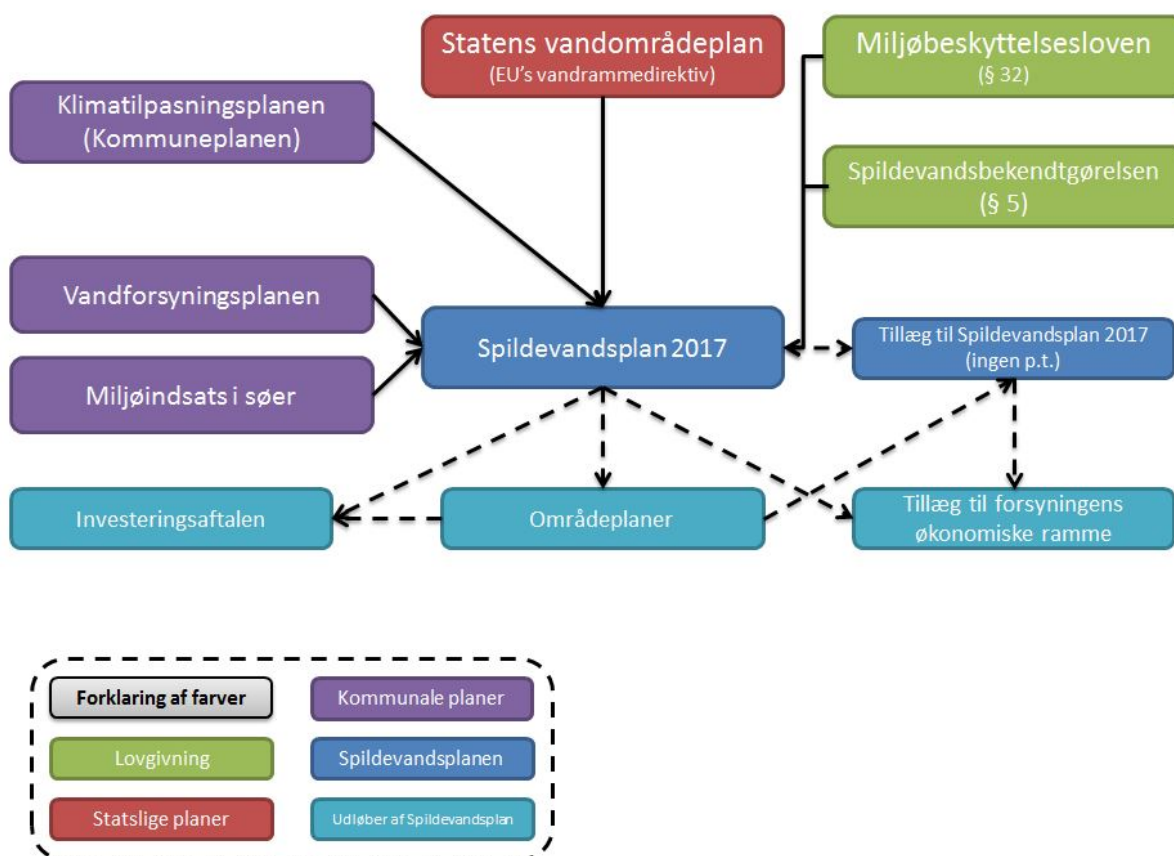 Statens vandområdeplan
(EU's vandrammedirektiv)
Miljøbeskyttelsesloven
(§ 32)
Klimatilpasningsplanen
(Kommuneplanen)
Spildevandsbekendtgørelsen
(§ 5)
Vandforsyningsplanen
Spildevandsplan 2017
Tillæg til Spildevandsplan 2017
(ingen p.t.)
Miljøindsats i søer
Investeringsaftalen
Områdeplaner
Tillæg til forsyningens
økonomiske ramme
Forklaring af farver
Kommunale planer
Lovgivning
Spildevandsplanen
Statslige planer
Udløber af Spildevandsplan